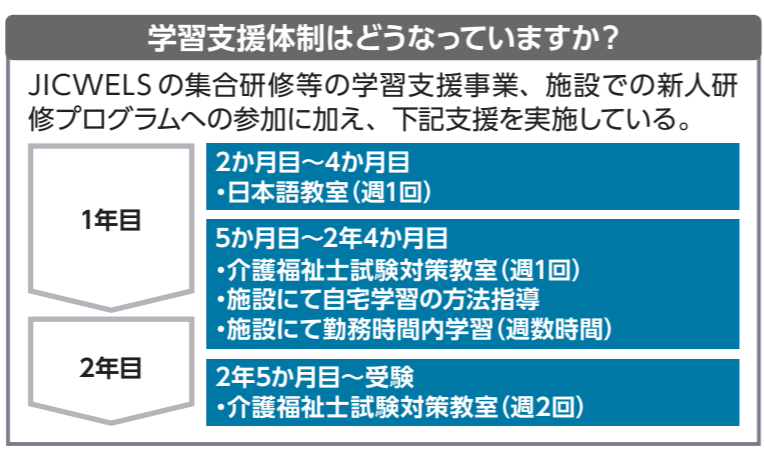 学習支援体制はどうなっていますか？
JICWELSの集合研修等の学習支援事業、施設での新人研
修プログラムへの参加に加え、下記支援を実施している。
1年目
2か月目～4か月目
・日本語教室（週1回）
5か月目～2年4か月目
・介護福祉士試験対策教室（週1回）
・施設にて自宅学習の方法指導
・施設にて勤務時間内学習（週数時間）
2年目
2年5か月目～受験
・介護福祉士試験対策教室（週2回）